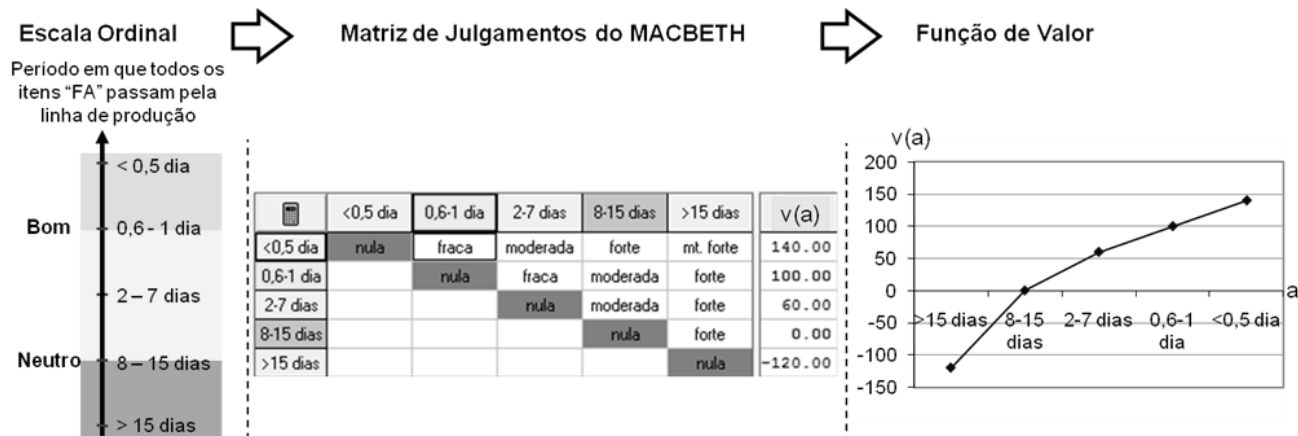 Escala Ordinal
Matriz de Julgamentos do MACBETH
Função de Valor
Período em que todos os
itens “FA” passam pela
linha de produção
< 0,5 dia
Bom
0,6 - 1 dia
2 – 7 dias
Neutro
8 – 15 dias
> 15 dias
<0,5 dia 0,6-1 dia 2-7 dias 8-15 dias >15 dias v(a)
<0,5 dia nula fraca moderada forte mt. forte 140.00
0,6-1 dia nula fraca moderada forte 100.00
2-7 dias nula moderada forte 60.00
8-15 dias nula forte 0.00
>15 dias nula -120.00
v(a)
200
150
100
50
0
a
-50
-100
-150
>15 dias 8-15 2-7 dias 0,6-1 <0,5 dia
dias dia